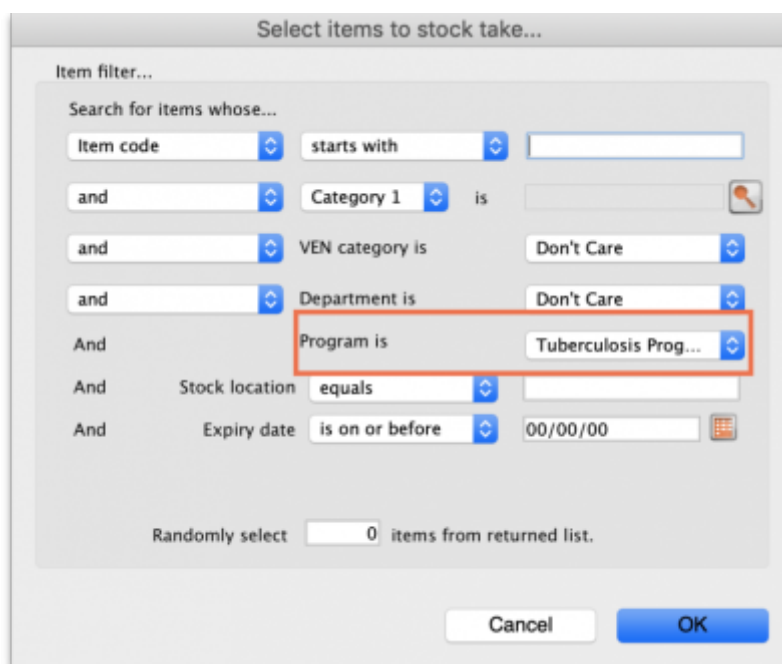 Select items to stock take...
Item filter...
Search for items whose...
Item code starts with
and Category 1 is
and VEN category is Don't Care
and Department is Don't Care
And Program is Tuberculosis Prog...
And Stock location equals
And Expiry date is on or before 00/00/00
Randomly select 0 items from returned list.
Cancel OK